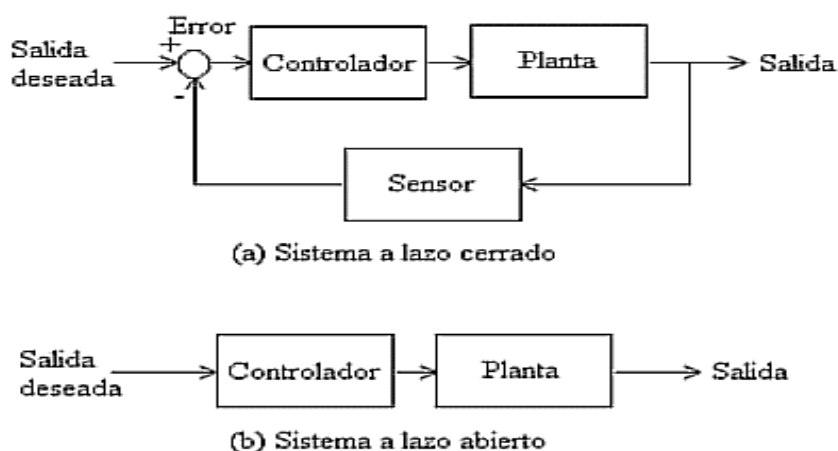 Error
Salida
deseada
+
-
Controlador
Planta
Salida
Sensor
(a) Sistema a lazo cerrado
Salida
deseada
Controlador
Planta
Salida
(b) Sistema a lazo abierto